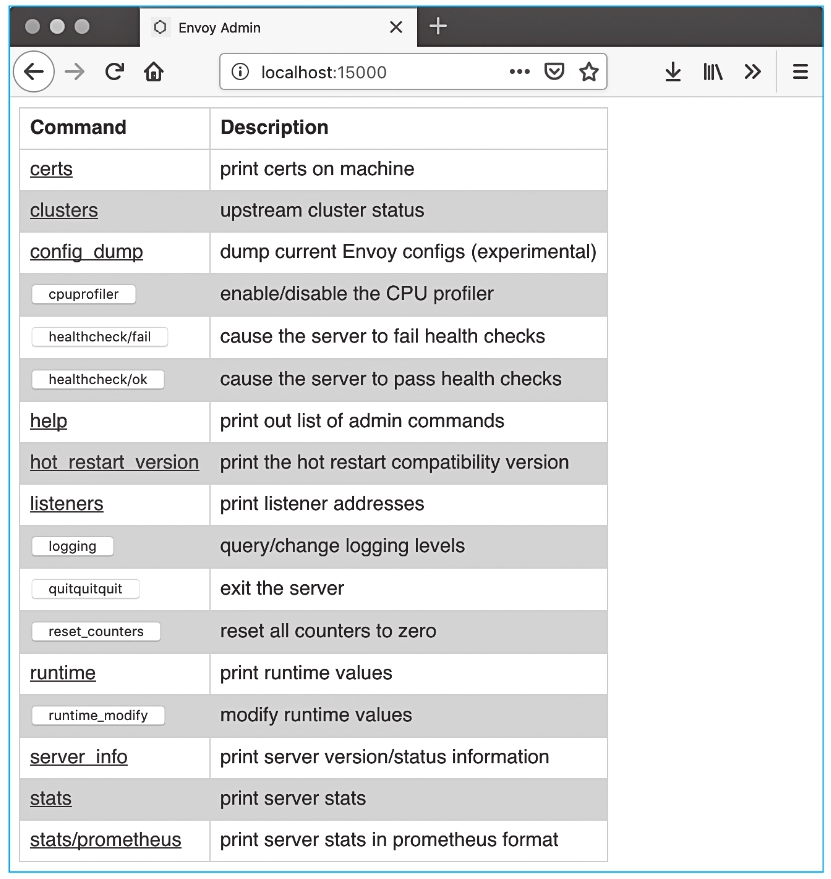 Envoy Admin
localhost:15000
Command Description
certs print certs on machine
clusters upstream cluster status
config_dump dump current Envoy configs (experimental)
cpuprofiler enable/disable the CPU profiler
healthcheck/fail cause the server to fail health checks
healthcheck/ok cause the server to pass health checks
help print out list of admin commands
hot_restart_version print the hot restart compatibility version
listeners print listener addresses
logging query/change logging levels
quitquitquit exit the server
reset_counters reset all counters to zero
runtime print runtime values
runtime_modify modify runtime values
server_info print server version/status information
stats print server stats
stats/prometheus print server stats in prometheus format